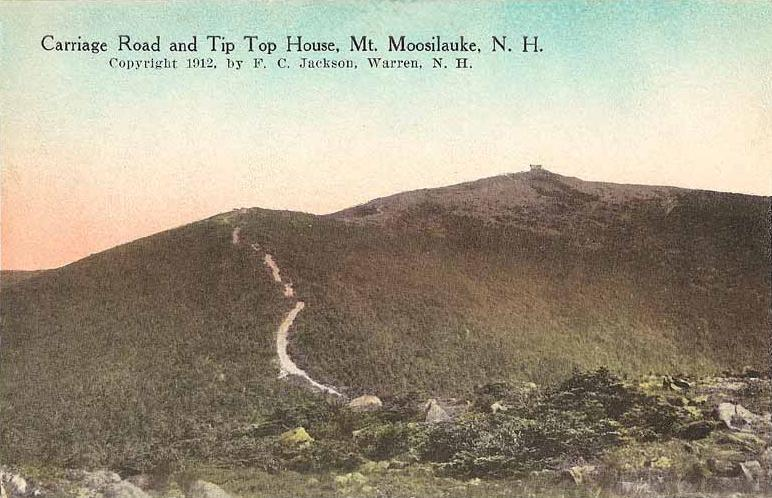 Carriage Road and Tip Top House, Mt. Moosilauke, N. H.
Copyright 1912, by F. C. Jackson, Warren, N. H.